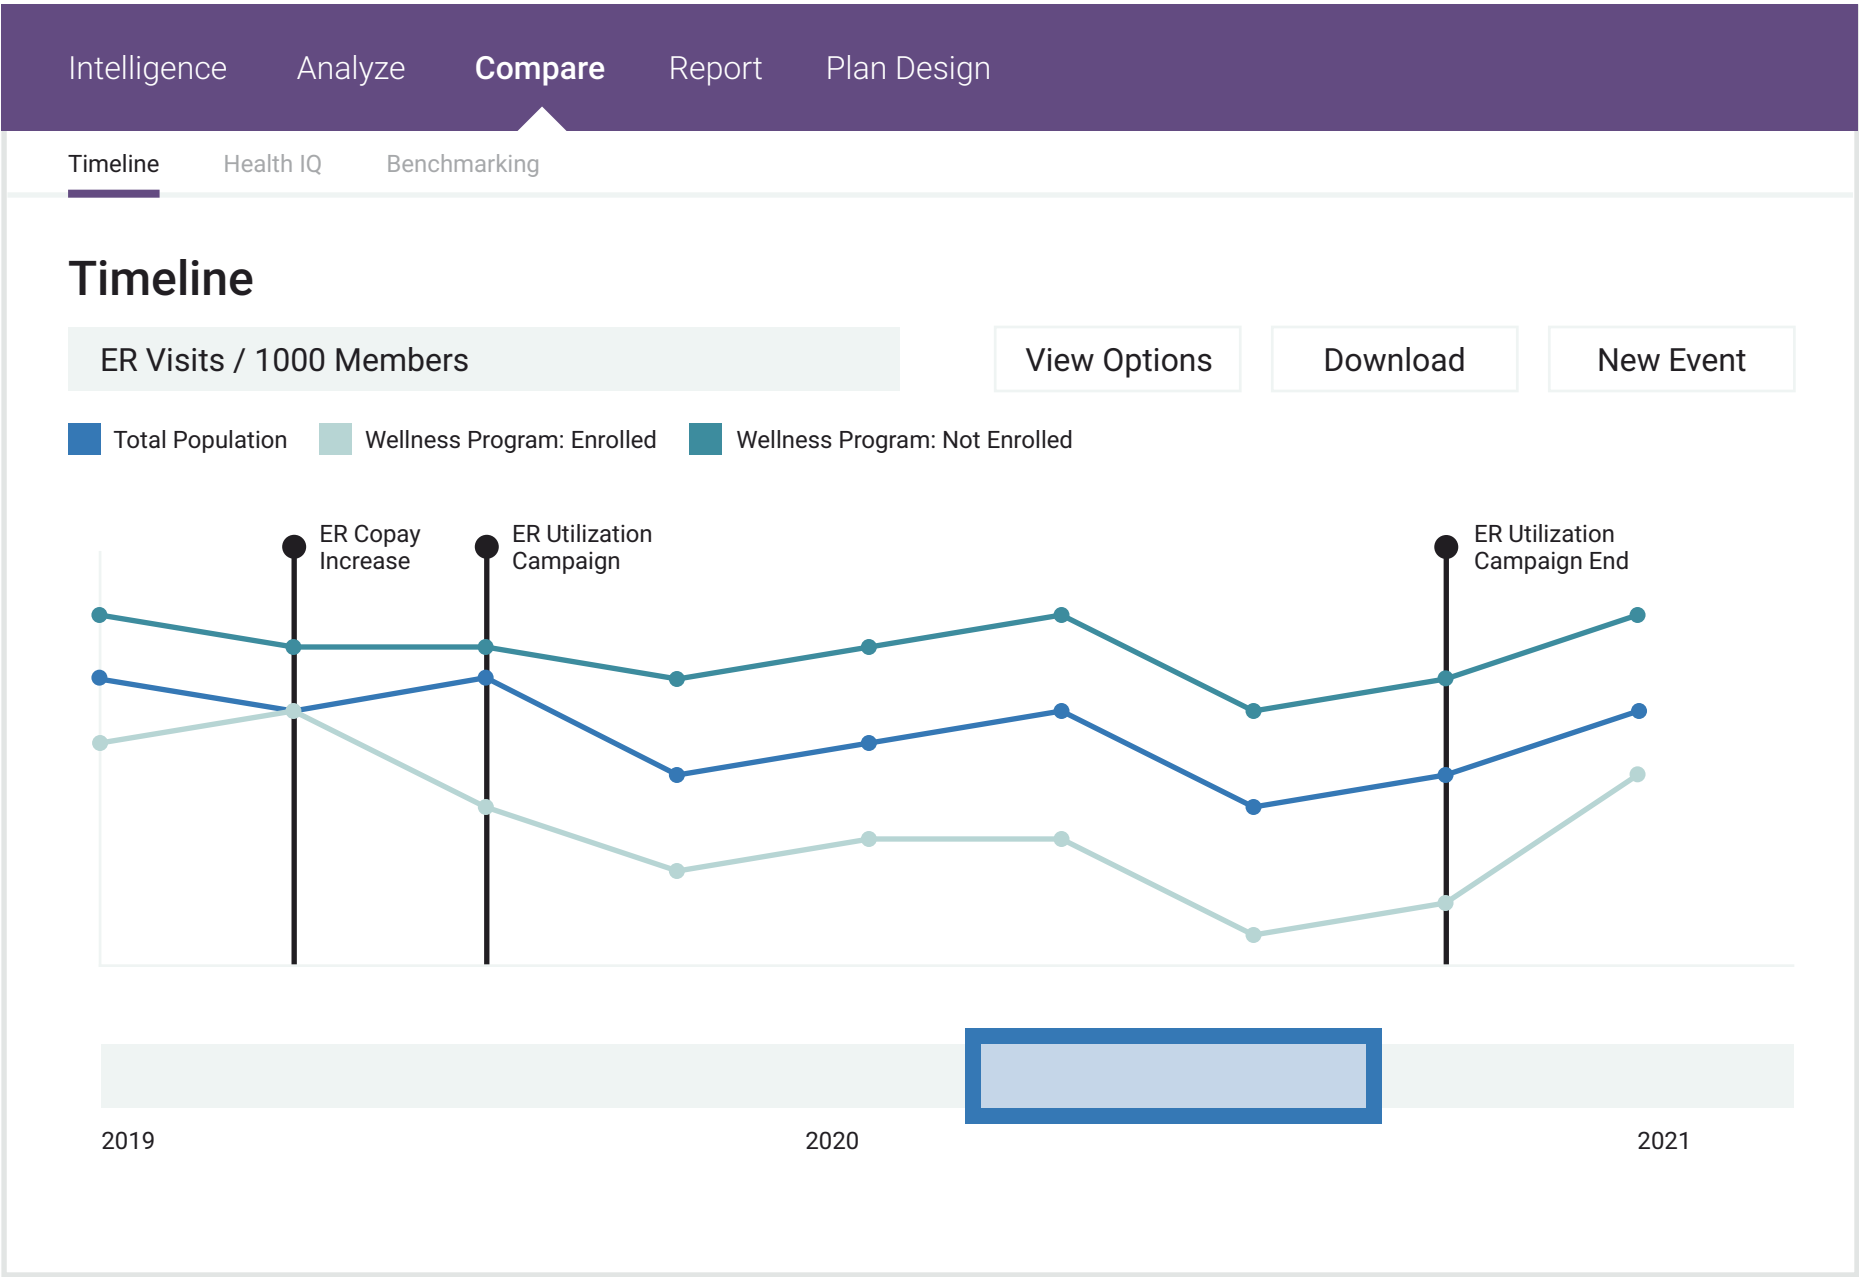 Intelligence Analyze Compare Report Plan Design
Timeline Health IQ Benchmarking
Timeline
ER Visits / 1000 Members View Options Download New Event
Total Population Wellness Program: Enrolled Wellness Program: Not Enrolled
ER Copay
Increase
ER Utilization
Campaign
ER Utilization
Campaign End
2019 2020 2021